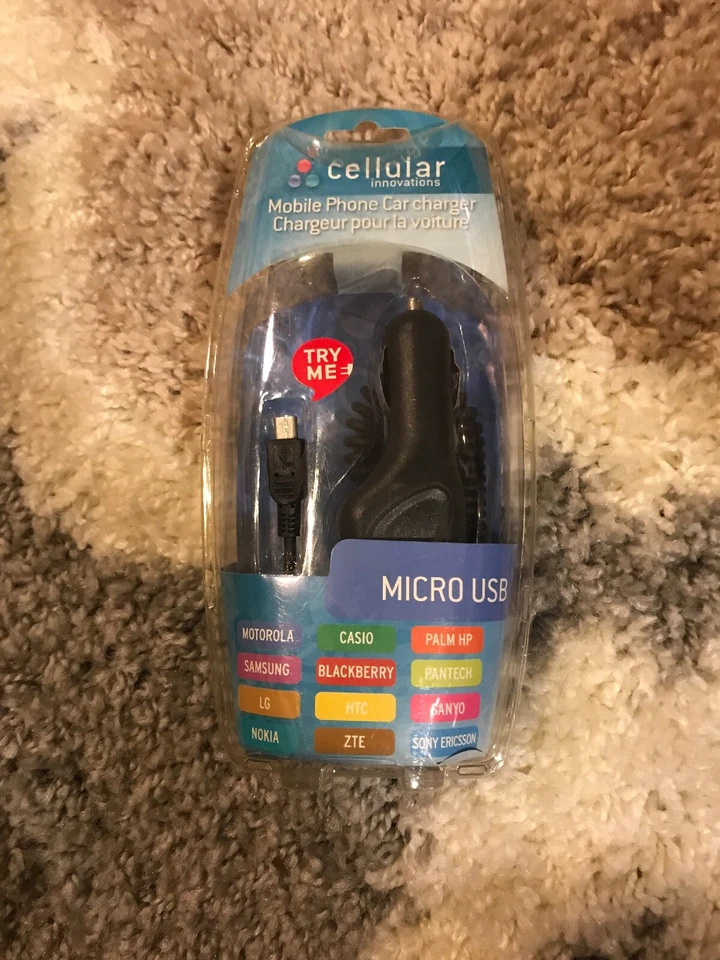 cellular
innovations
Mobile Phone Car charger
Chargeur pour la voiture
TRY
ME
MICRO USB
MOTOROLA CASIO PALM HP
SAMSUNG BLACKBERRY PANTECH
LG HTC SANYO
NOKIA ZTE SONY ERICSSON